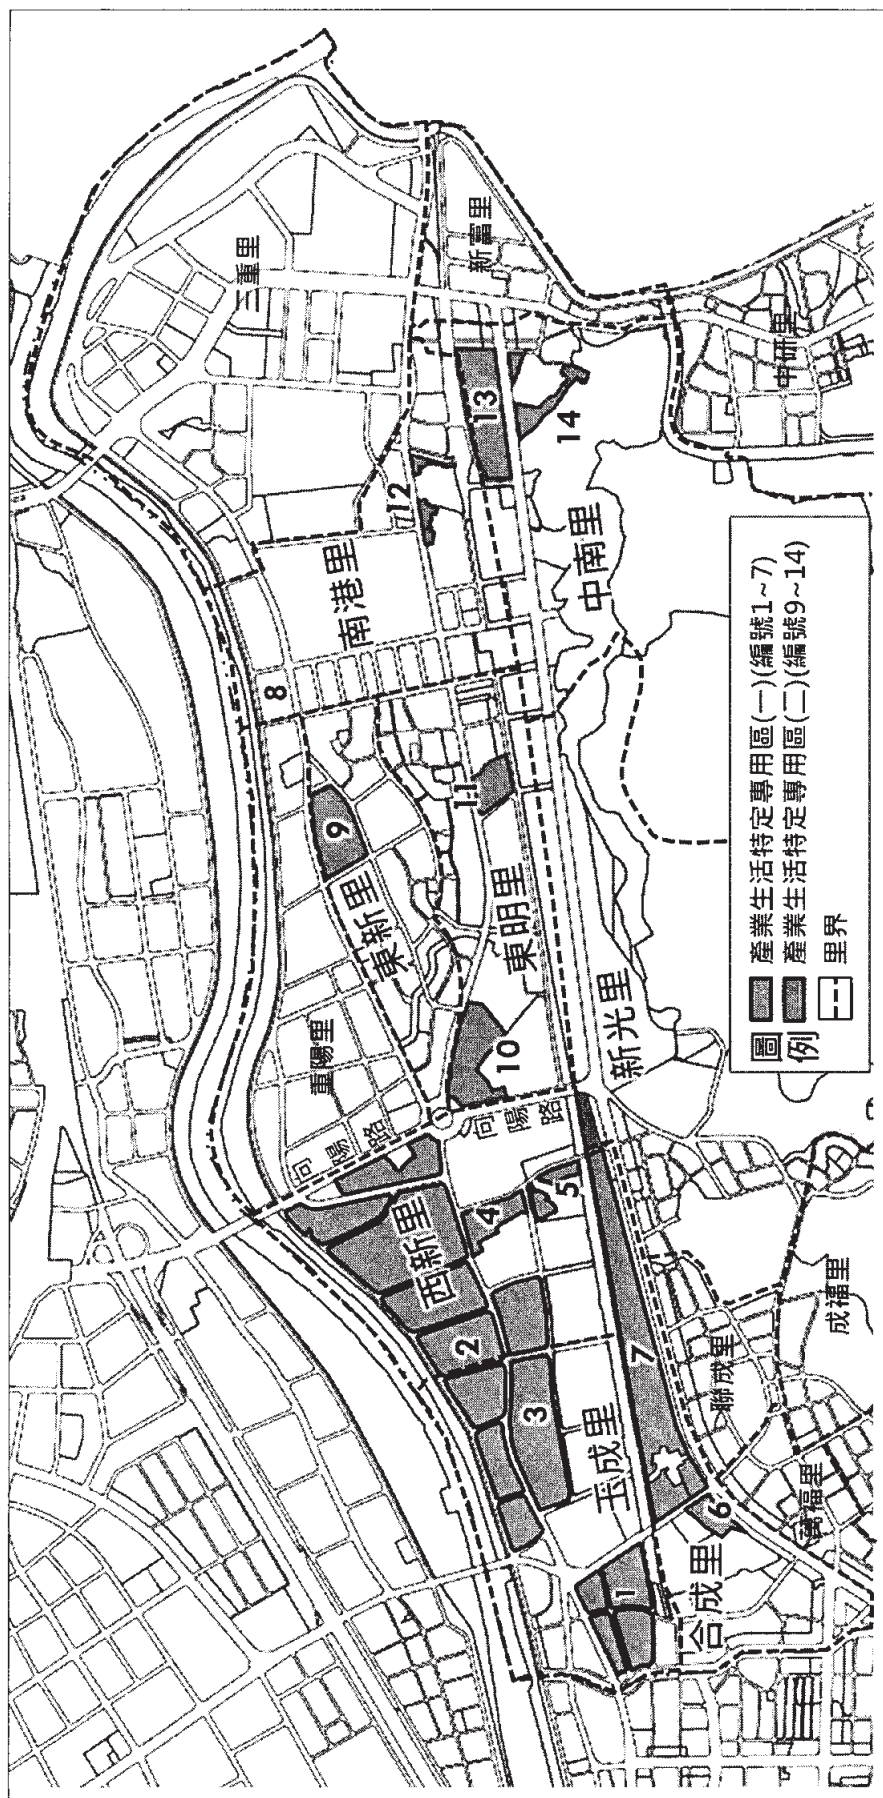 三重里
新富里
13
14
12
南港里
中南里
中研里
8
9
11
東新里
東明里
重陽里
10
新光里
向陽路
向陽路
西新里
4
5
2
3
7
玉成里
聯成里
成福里
萬福里
6
1
合成里
圖例
產業生活特定專用區(一)(編號1~7)
產業生活特定專用區(二)(編號9~14)
里界